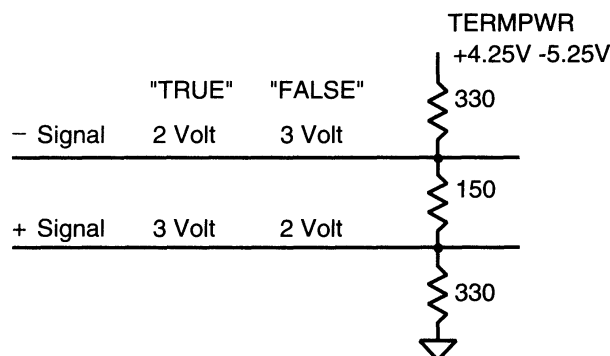 TERMPWR
+4.25V -5.25V
"TRUE" "FALSE"
330
− Signal 2 Volt 3 Volt
150
+ Signal 3 Volt 2 Volt
330